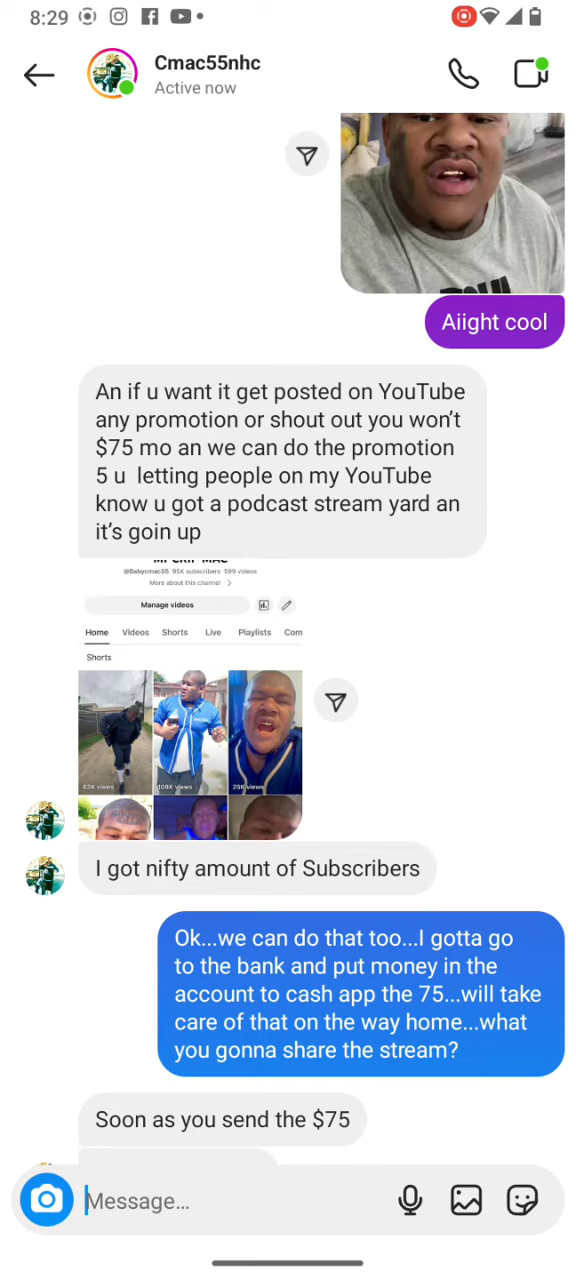 8:29
Cmac55nhc
Active now
Aiight cool
An if u want it get posted on YouTube
any promotion or shout out you won't
$75 mo an we can do the promotion
5 u letting people on my YouTube
know u got a podcast stream yard an
it's goin up
@Babycmac55 95K subscribers 599 videos
More about this channel >
Manage videos
Home Videos Shorts Live Playlists Com
Shorts
83K views 108K views 25K views
I got nifty amount of Subscribers
Ok...we can do that too...I gotta go
to the bank and put money in the
account to cash app the 75...will take
care of that on the way home...what
you gonna share the stream?
Soon as you send the $75
Message...